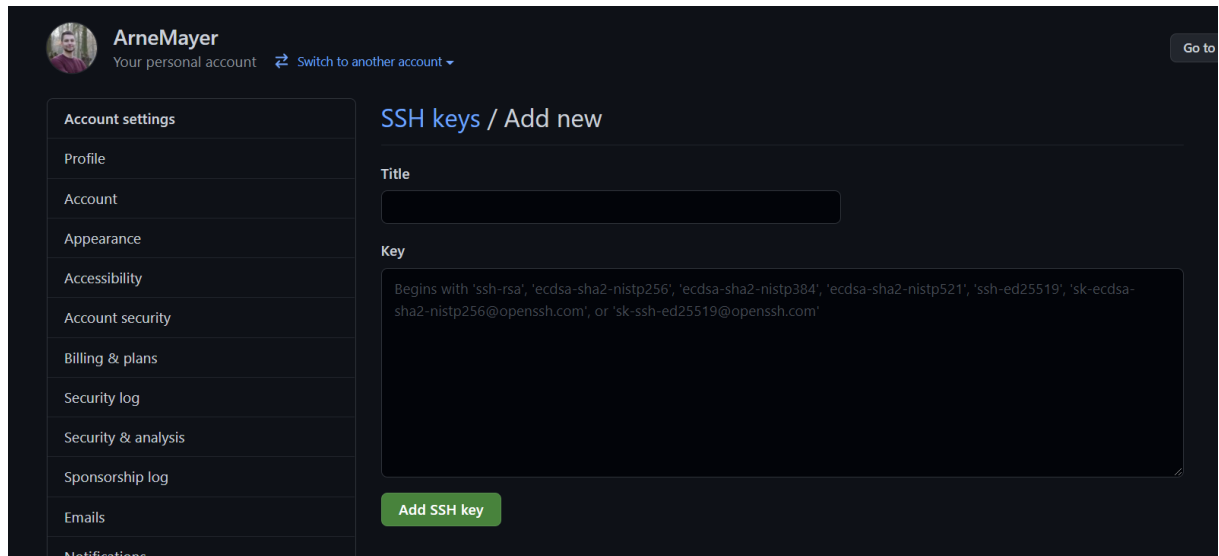 ArneMayer
Your personal account Switch to another account
Go to
Account settings
Profile
Account
Appearance
Accessibility
Account security
Billing & plans
Security log
Security & analysis
Sponsorship log
Emails
Notifications
SSH keys / Add new
Title
Key
Begins with 'ssh-rsa', 'ecdsa-sha2-nistp256', 'ecdsa-sha2-nistp384', 'ecdsa-sha2-nistp521', 'ssh-ed25519', 'sk-ecdsa-
sha2-nistp256@openssh.com', or 'sk-ssh-ed25519@openssh.com'
Add SSH key